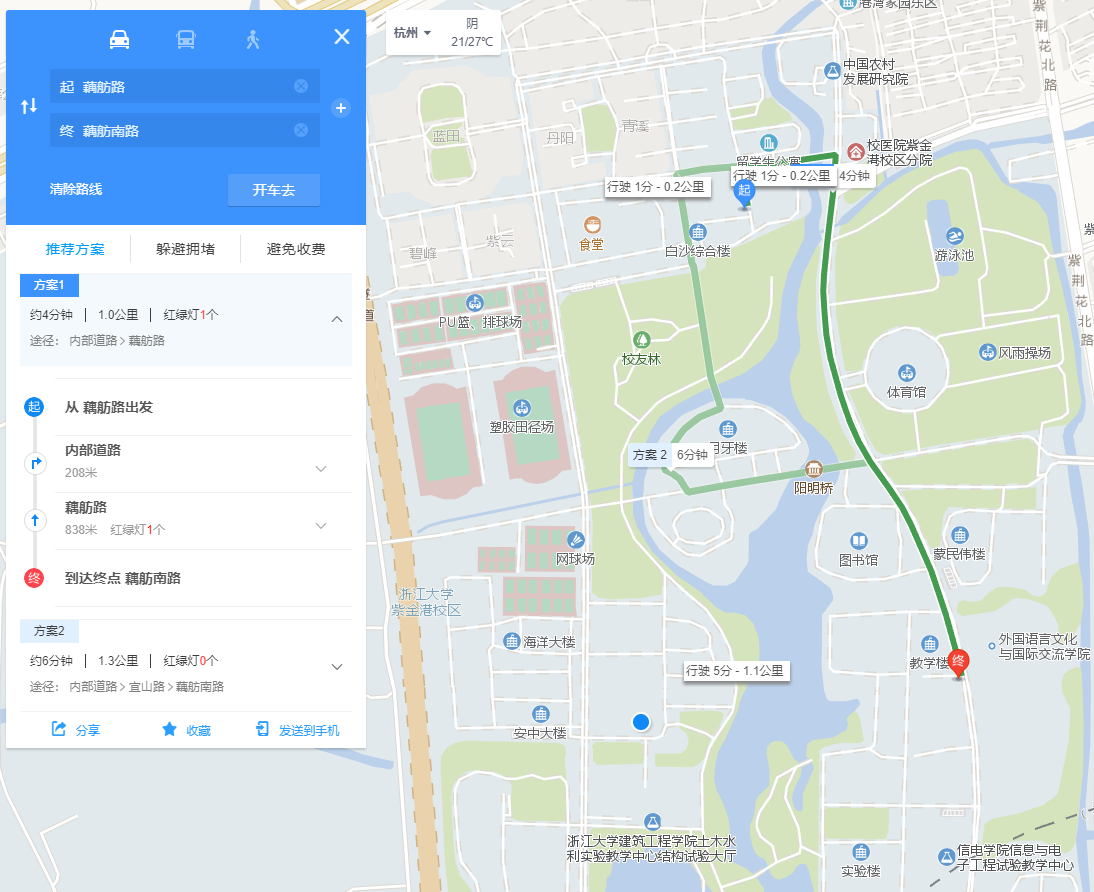 起 藕舫路
终 藕舫南路
清除路线
开车去
推荐方案
躲避拥堵
避免收费
方案1
约4分钟 | 1.0公里 | 红绿灯1个
途径: 内部道路 > 藕舫路
起
从 藕舫路出发
内部道路
208米
藕舫路
838米 红绿灯1个
终
到达终点 藕舫南路
方案2
约6分钟 | 1.3公里 | 红绿灯0个
途径: 内部道路 > 宜山路 > 藕舫南路
分享
收藏
发送到手机
杭州
阴
21/27℃
港湾家园东区
紫荆花北路
中国农村
发展研究院
蓝田
丹阳
青溪
留学生公寓
校医院紫金
港校区分院
行驶 1分 - 0.2公里
行驶 1分 - 0.2公里
4分钟
起
食堂
白沙综合楼
碧峰
紫云
游泳池
紫荆花北路
PU篮、排球场
校友林
风雨操场
体育馆
塑胶田径场
月牙楼
方案 2 6分钟
阳明桥
图书馆
蒙民伟楼
网球场
浙江大学
紫金港校区
海洋大楼
外国语言文化
与国际交流学院
教学楼
终
行驶 5分 - 1.1公里
安中大楼
浙江大学建筑工程学院土木水
利实验教学中心结构试验大厅
实验楼
信电学院信息与电
子工程试验教学中心